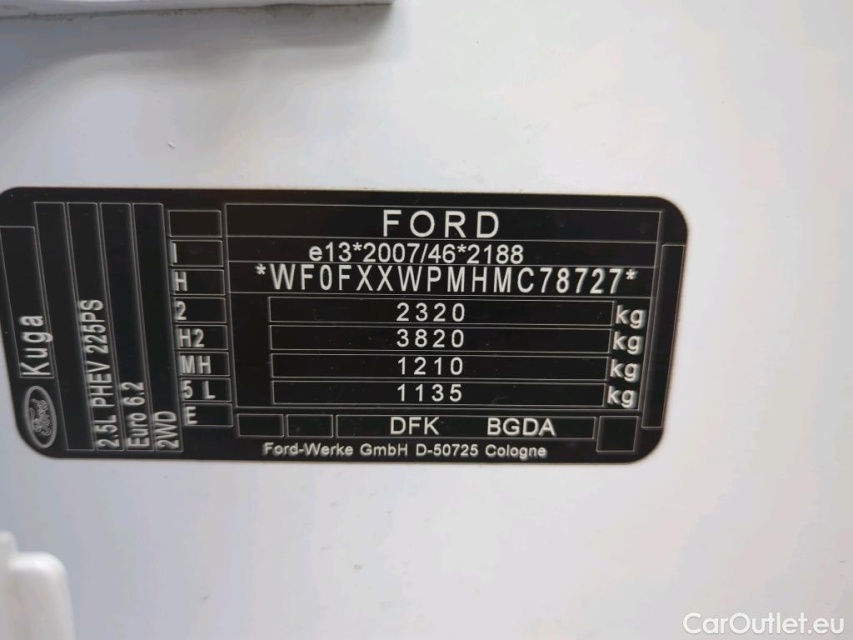 FORD
e13*2007/46*2188
*WF0FXXWPMHMC78727*
2320 kg
3820 kg
1210 kg
1135 kg
DFK BGDA
Ford-Werke GmbH D-50725 Cologne
I
H
2
H2
MH
5 L
E
Ford Kuga
2.5L PHEV 225PS
Euro 6.2
2WD
CarOutlet.eu